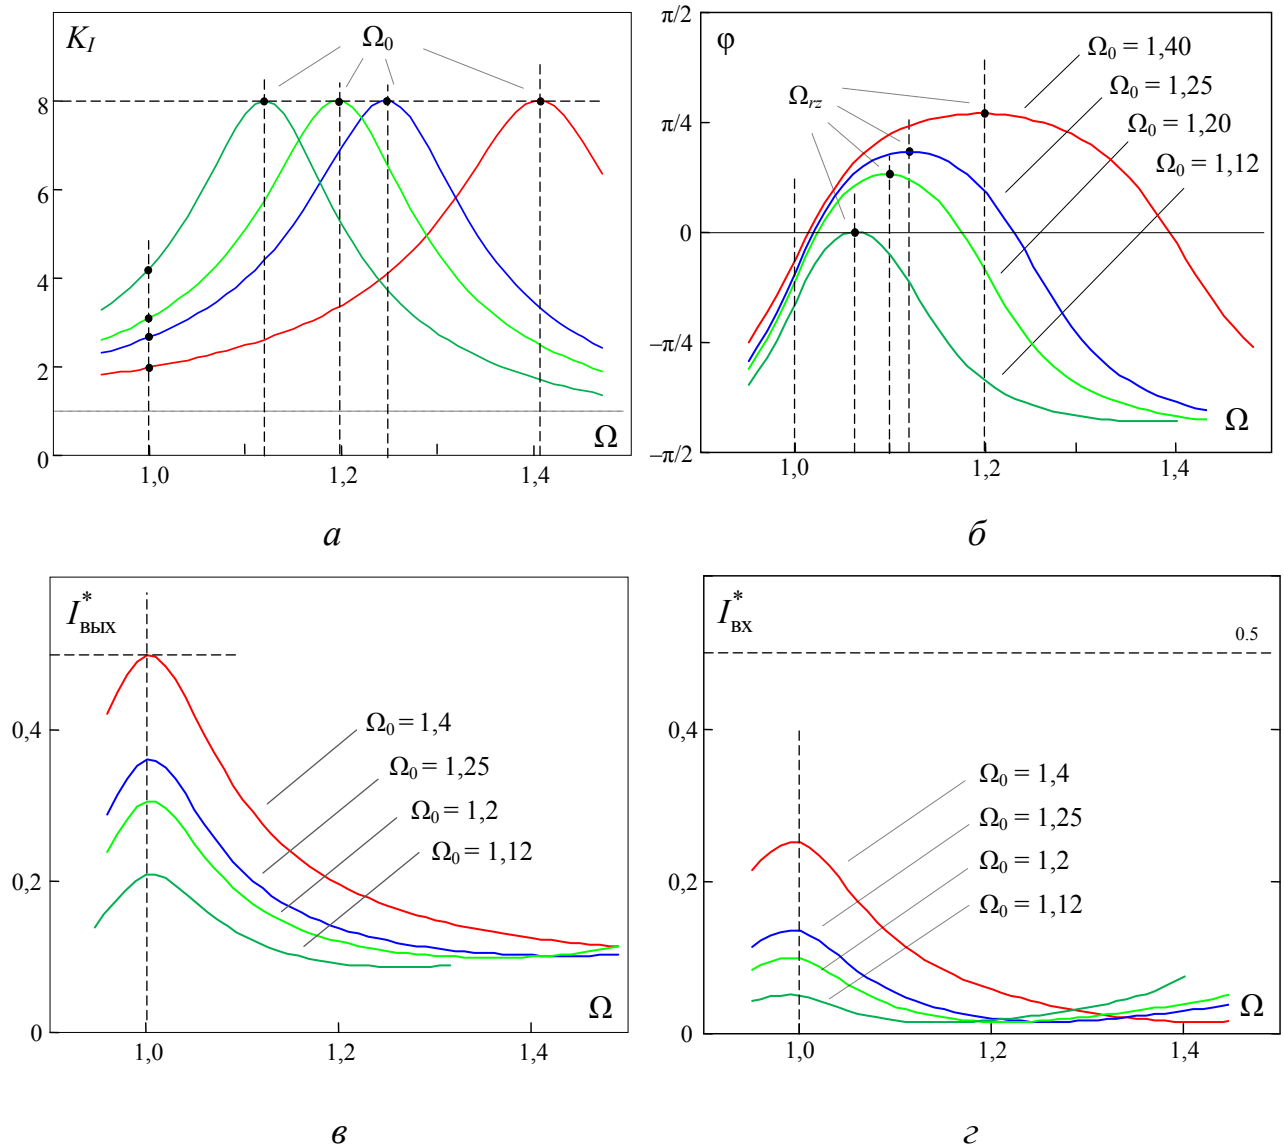 K_I
Ω₀
8
6
4
2
0
1,0
1,2
1,4
Ω
а
π/2
φ
π/4
0
–π/4
–π/2
Ω_rz
Ω₀ = 1,40
Ω₀ = 1,25
Ω₀ = 1,20
Ω₀ = 1,12
Ω
1,0
1,2
1,4
б
I*вых
0,4
0,2
0
Ω₀ = 1,4
Ω₀ = 1,25
Ω₀ = 1,2
Ω₀ = 1,12
Ω
1,0
1,2
1,4
в
I*вх
0.5
0,4
0,2
0
Ω₀ = 1,4
Ω₀ = 1,25
Ω₀ = 1,2
Ω₀ = 1,12
Ω
1,0
1,2
1,4
г